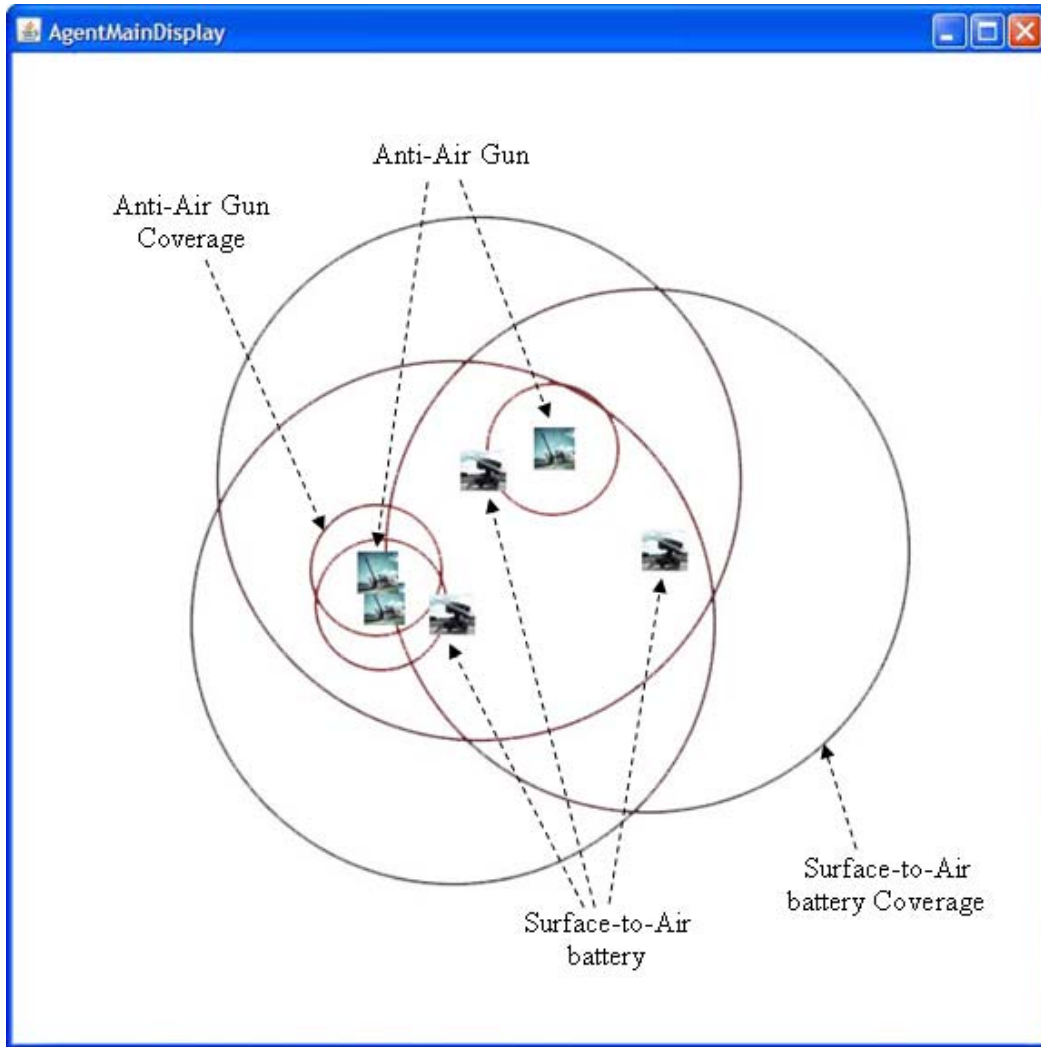 AgentMainDisplay
Anti-Air Gun
Anti-Air Gun
Coverage
Surface-to-Air
battery Coverage
Surface-to-Air
battery